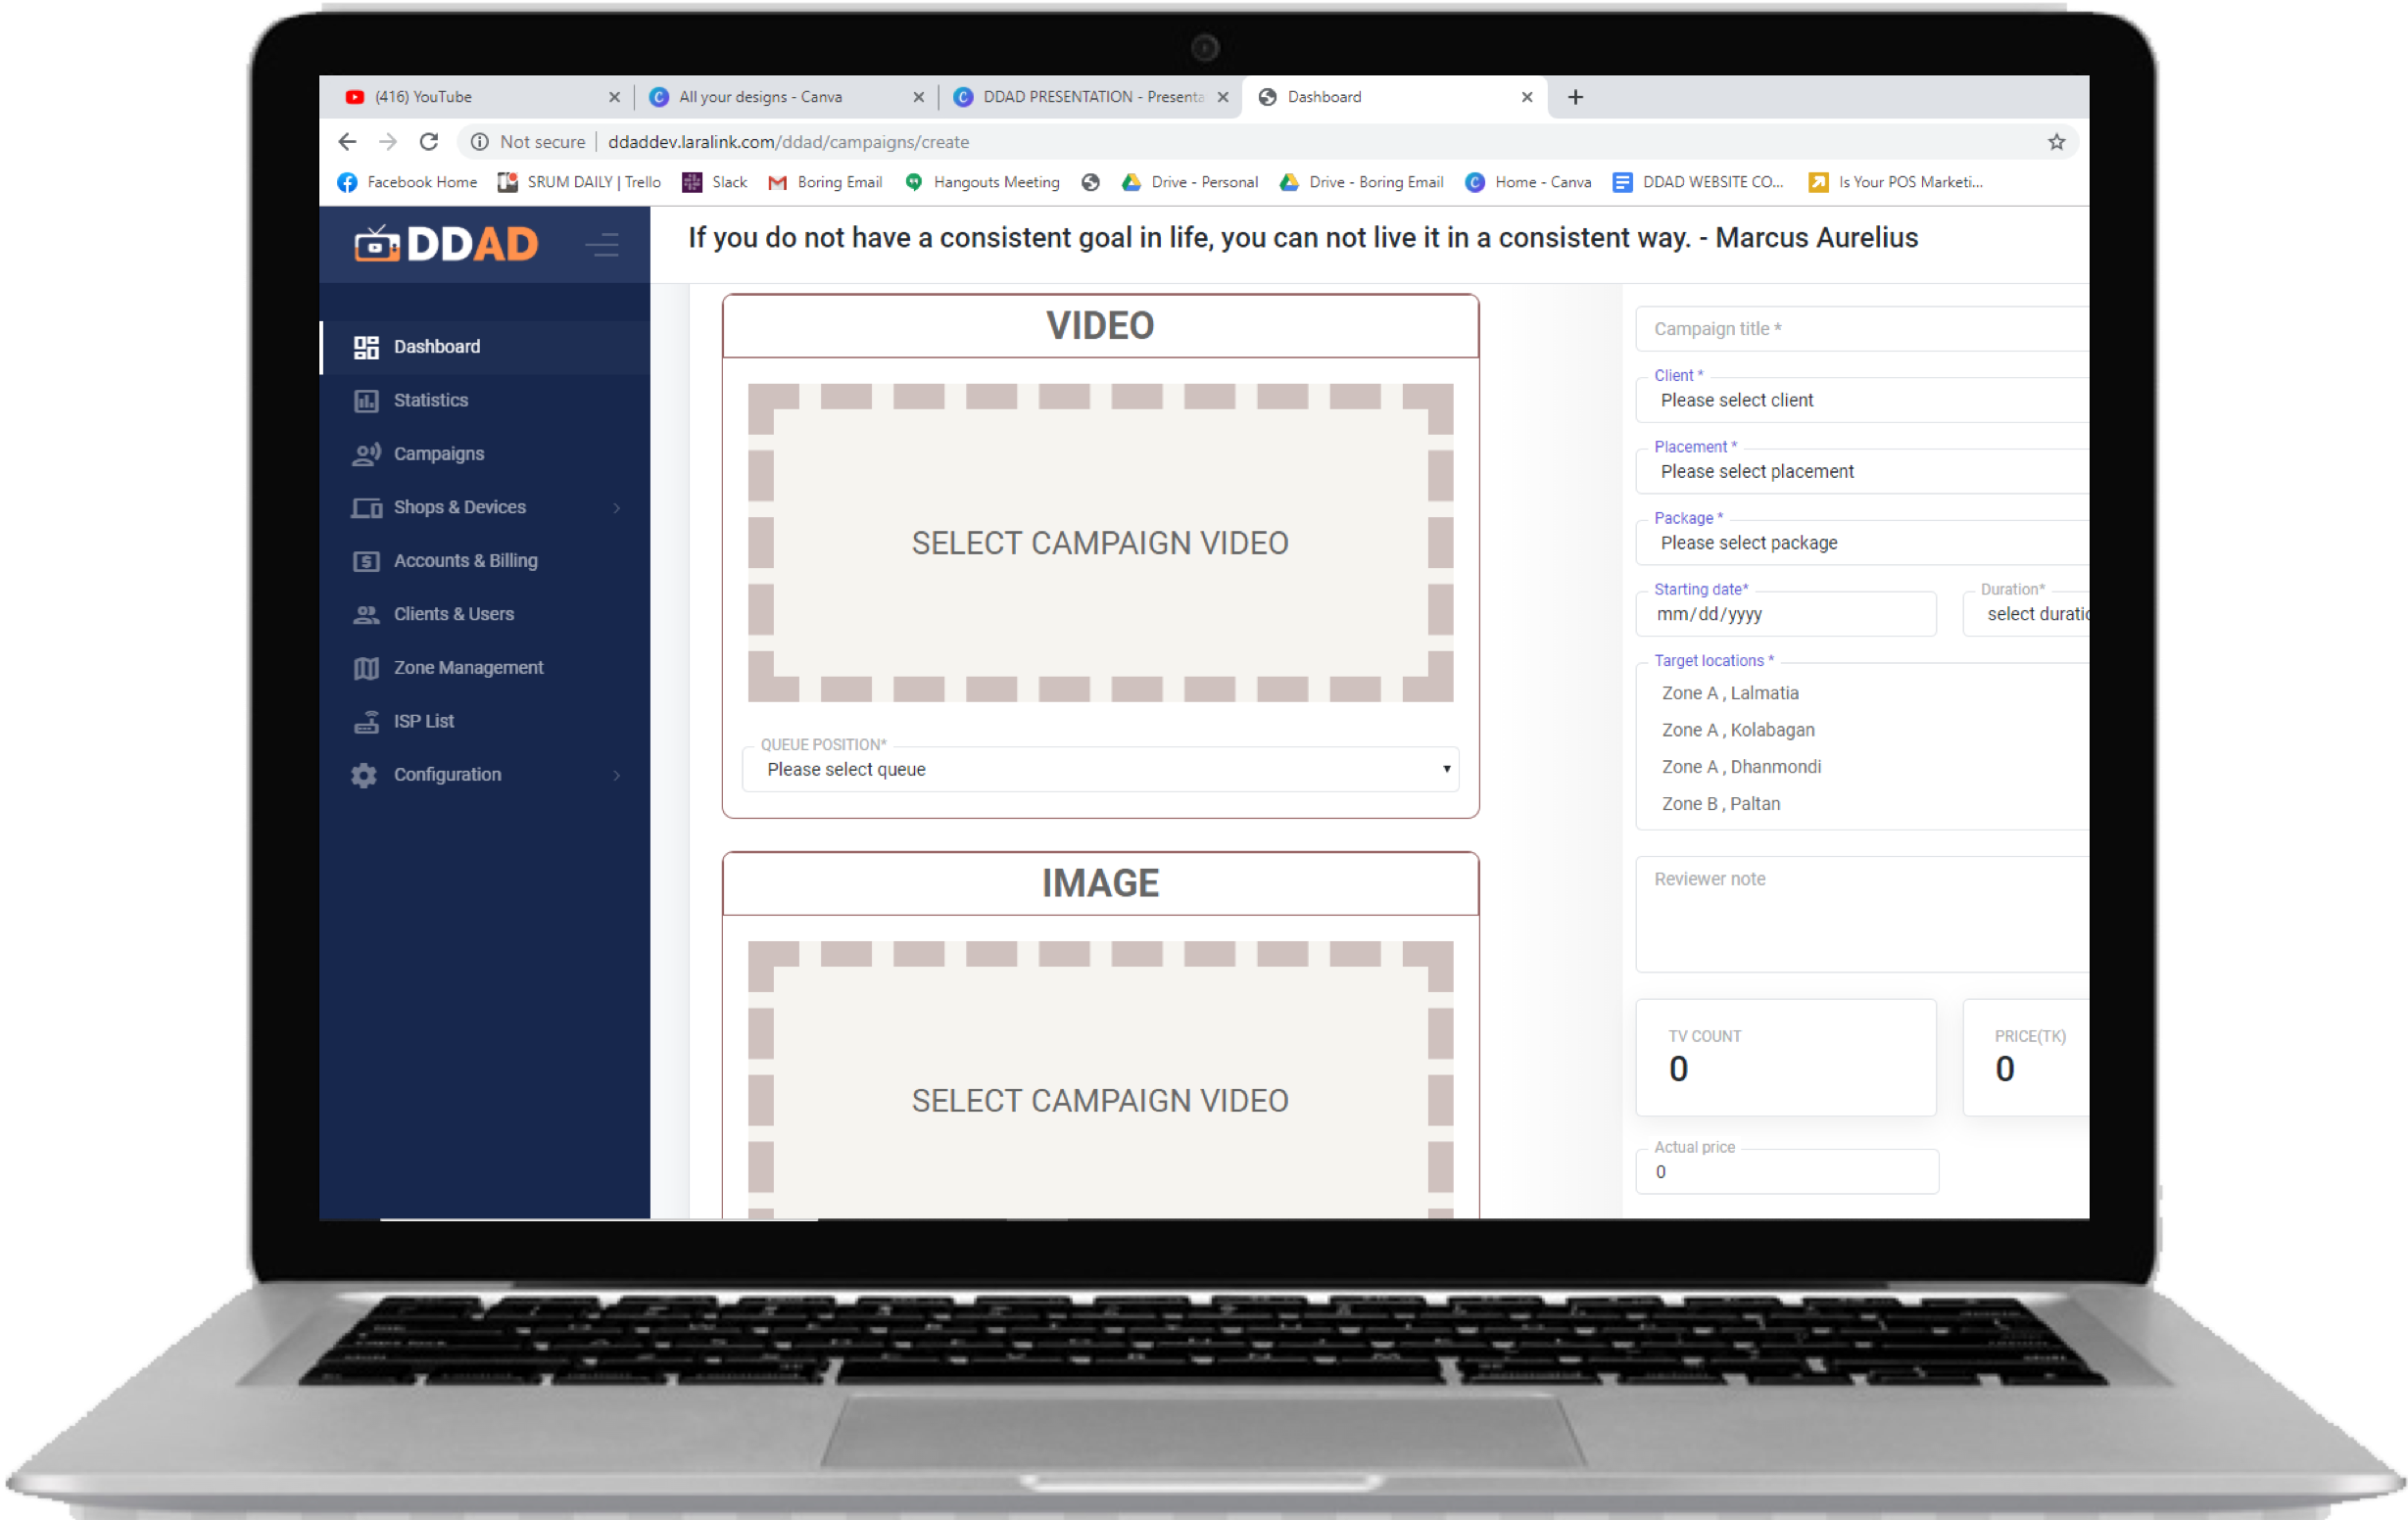 (416) YouTube
All your designs - Canva
DDAD PRESENTATION - Presenta
Dashboard
Not secure | ddaddev.laralink.com/ddad/campaigns/create
Facebook Home
SRUM DAILY | Trello
Slack
Boring Email
Hangouts Meeting
Drive - Personal
Drive - Boring Email
Home - Canva
DDAD WEBSITE CO...
Is Your POS Marketi...
DDAD
If you do not have a consistent goal in life, you can not live it in a consistent way. - Marcus Aurelius
Dashboard
Statistics
Campaigns
Shops & Devices
Accounts & Billing
Clients & Users
Zone Management
ISP List
Configuration
VIDEO
SELECT CAMPAIGN VIDEO
QUEUE POSITION*
Please select queue
IMAGE
SELECT CAMPAIGN VIDEO
Campaign title *
Client *
Please select client
Placement *
Please select placement
Package *
Please select package
Starting date*
mm/dd/yyyy
Duration*
select duratic
Target locations *
Zone A , Lalmatia
Zone A , Kolabagan
Zone A , Dhanmondi
Zone B , Paltan
Reviewer note
TV COUNT
0
PRICE(TK)
0
Actual price
0